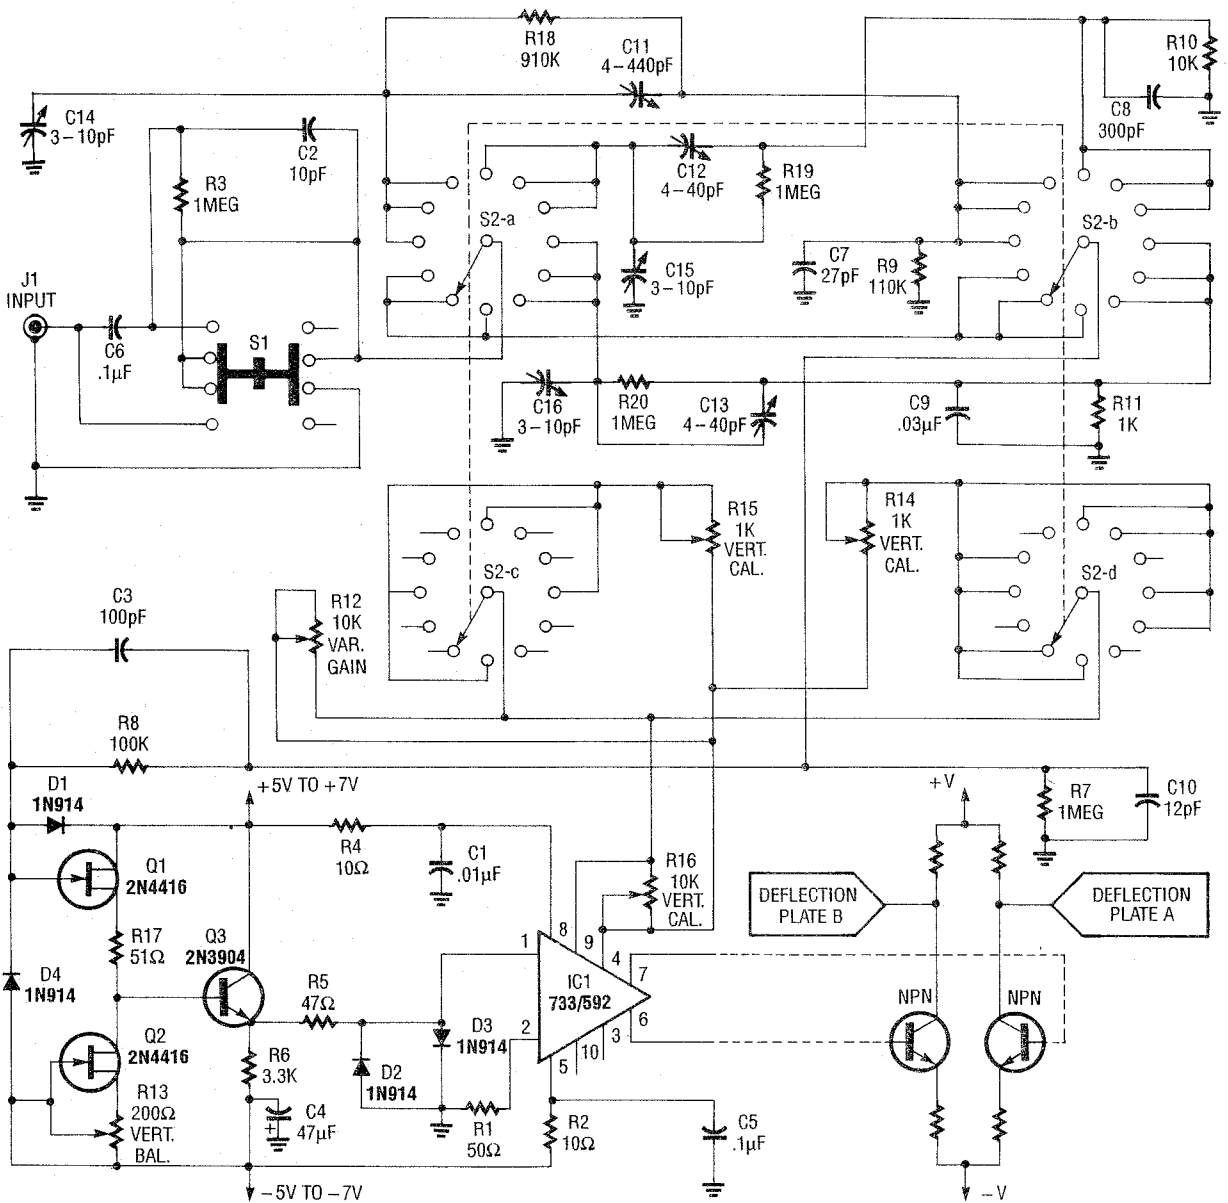 R18
910K
C11
4–440pF
R10
10K
C14
3–10pF
C8
300pF
C2
10pF
R3
1MEG
C12
4–40pF
R19
1MEG
S2-a
S2-b
C7
27pF
R9
110K
C15
3–10pF
J1
INPUT
C6
.1μF
S1
C16
3–10pF
R20
1MEG
C13
4–40pF
C9
.03μF
R11
1K
R15
1K
VERT.
CAL.
R14
1K
VERT.
CAL.
S2-c
S2-d
C3
100pF
R12
10K
VAR.
GAIN
R8
100K
D1
1N914
+5V TO +7V
+V
R7
1MEG
C10
12pF
R4
10Ω
C1
.01μF
Q1
2N4416
R16
10K
VERT.
CAL.
DEFLECTION
PLATE B
DEFLECTION
PLATE A
R17
51Ω
Q3
2N3904
1
8
9
4
7
IC1
733/592
6
3
2
10
5
D4
1N914
R5
47Ω
NPN
NPN
Q2
2N4416
D3
1N914
R6
3.3K
D2
1N914
R13
200Ω
VERT.
BAL.
C4
47μF
+
R1
50Ω
R2
10Ω
C5
.1μF
–5V TO –7V
–V